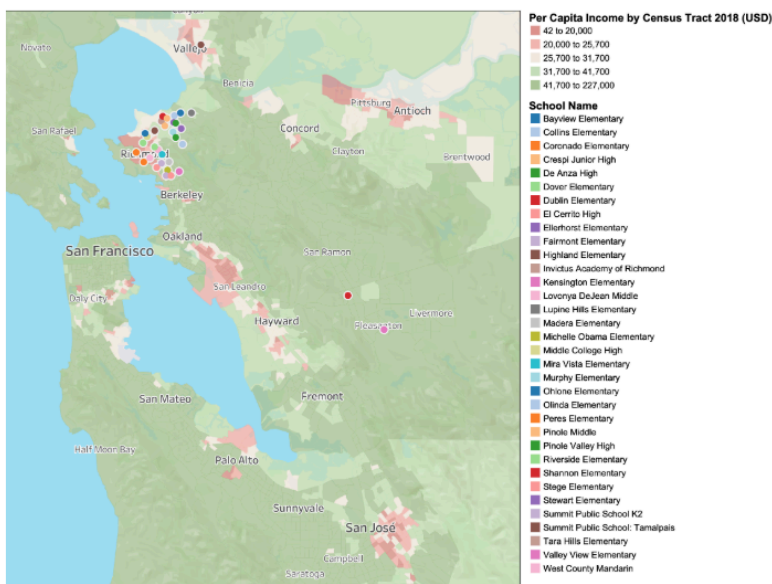 Per Capita Income by Census Tract 2018 (USD)
42 to 20,000
20,000 to 25,700
25,700 to 31,700
31,700 to 41,700
41,700 to 227,000
School Name
Bayview Elementary
Collins Elementary
Coronado Elementary
Crespi Junior High
De Anza High
Dover Elementary
Dublin Elementary
El Cerrito High
Ellerhorst Elementary
Fairmont Elementary
Highland Elementary
Invictus Academy of Richmond
Kensington Elementary
Lovonya DeJean Middle
Lupine Hills Elementary
Madera Elementary
Michelle Obama Elementary
Middle College High
Mira Vista Elementary
Murphy Elementary
Ohlone Elementary
Olinda Elementary
Peres Elementary
Pinole Middle
Pinole Valley High
Riverside Elementary
Shannon Elementary
Stege Elementary
Stewart Elementary
Summit Public School K2
Summit Public School: Tamalpais
Tara Hills Elementary
Valley View Elementary
West County Mandarin
Novato
Vallejo
Benicia
Pittsburg
Antioch
San Rafael
Concord
Clayton
Brentwood
Berkeley
Oakland
San Francisco
San Ramon
San Leandro
Daly City
Hayward
Livermore
Pleasanton
San Mateo
Fremont
Half Moon Bay
Palo Alto
Sunnyvale
San José
Campbell
Saratoga